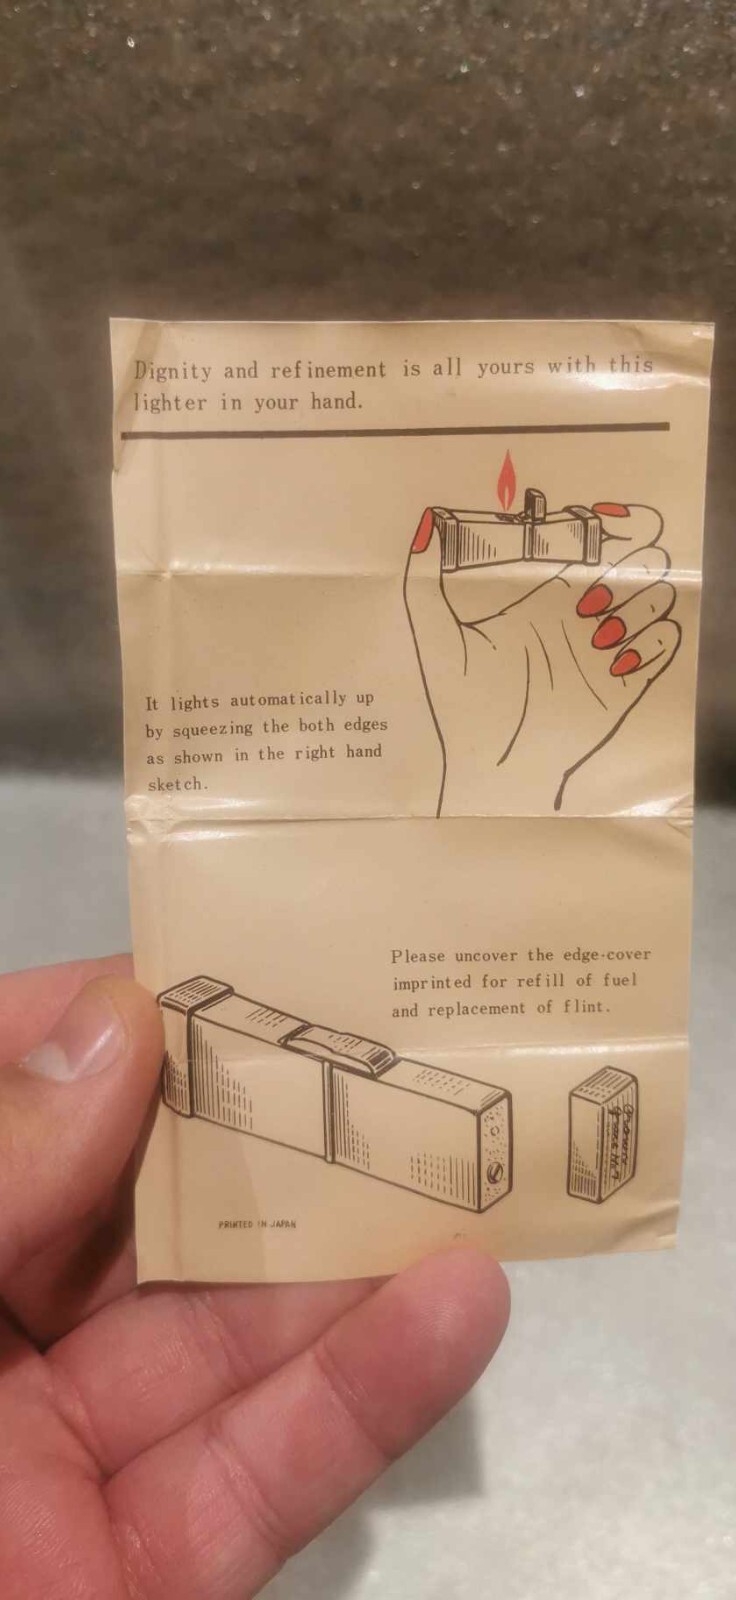 Dignity and refinement is all yours with this
lighter in your hand.
It lights automatically up
by squeezing the both edges
as shown in the right hand
sketch.
Please uncover the edge-cover
imprinted for refill of fuel
and replacement of flint.
PRINTED IN JAPAN